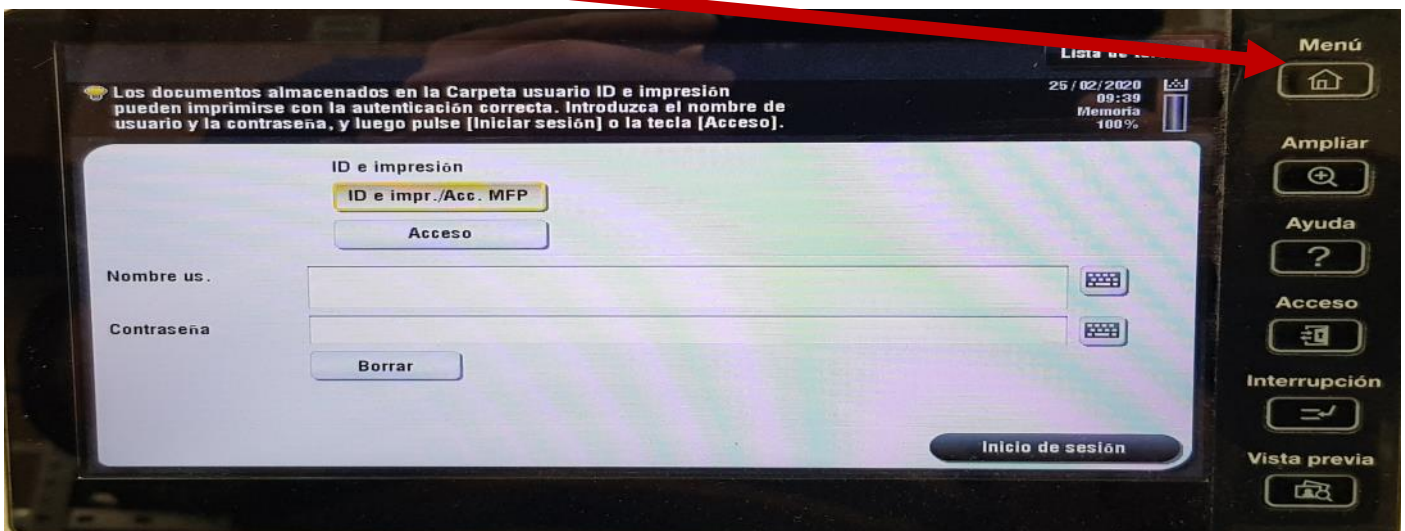 Menú
Lista de
Los documentos almacenados en la Carpeta usuario ID e impresión
pueden imprimirse con la autenticación correcta. Introduzca el nombre de
usuario y la contraseña, y luego pulse [Iniciar sesión] o la tecla [Acceso].
25/02/2020
09:39
Memoria
100%
ID e impresión
ID e impr./Acc. MFP
Acceso
Nombre us.
Contraseña
Borrar
Inicio de sesión
Ampliar
Ayuda
?
Acceso
Interrupción
Vista previa